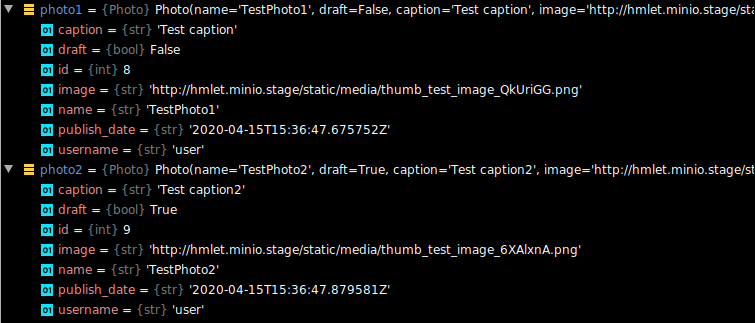 photo1 = {Photo} Photo(name='TestPhoto1', draft=False, caption='Test caption', image='http://hmlet.minio.stage/sta
01 caption = {str} 'Test caption'
01 draft = {bool} False
01 id = {int} 8
01 image = {str} 'http://hmlet.minio.stage/static/media/thumb_test_image_QkUriGG.png'
01 name = {str} 'TestPhoto1'
01 publish_date = {str} '2020-04-15T15:36:47.675752Z'
01 username = {str} 'user'
photo2 = {Photo} Photo(name='TestPhoto2', draft=True, caption='Test caption2', image='http://hmlet.minio.stage/st
01 caption = {str} 'Test caption2'
01 draft = {bool} True
01 id = {int} 9
01 image = {str} 'http://hmlet.minio.stage/static/media/thumb_test_image_6XAlxnA.png'
01 name = {str} 'TestPhoto2'
01 publish_date = {str} '2020-04-15T15:36:47.879581Z'
01 username = {str} 'user'